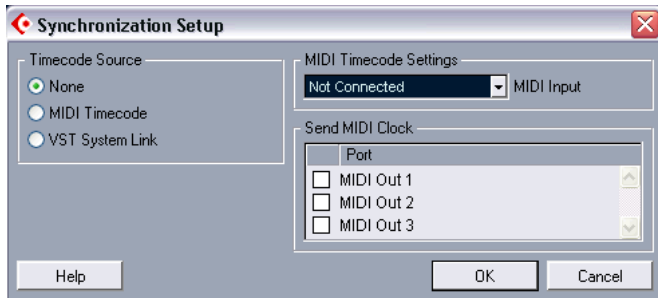 Synchronization Setup
Timecode Source
None
MIDI Timecode
VST System Link
MIDI Timecode Settings
Not Connected
MIDI Input
Send MIDI Clock
Port
MIDI Out 1
MIDI Out 2
MIDI Out 3
Help
OK
Cancel